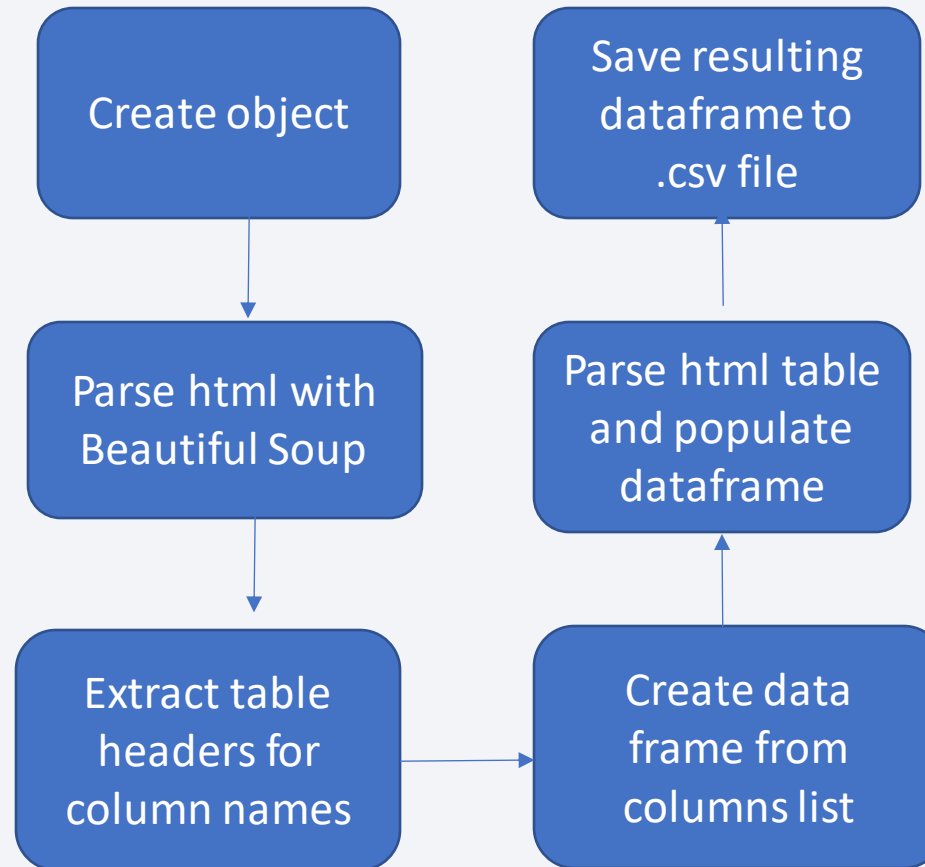 Create object
Parse html with
Beautiful Soup
Extract table
headers for
column names
Create data
frame from
columns list
Parse html table
and populate
dataframe
Save resulting
dataframe to
.csv file